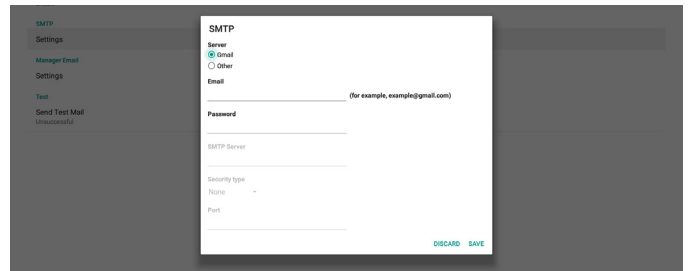 SMTP
Settings
Manager Email
Settings
Test
Send Test Mail
Unsuccessful
SMTP
Server
Gmail
Other
Email
(for example, example@gmail.com)
Password
SMTP Server
Security type
None
Port
DISCARD SAVE